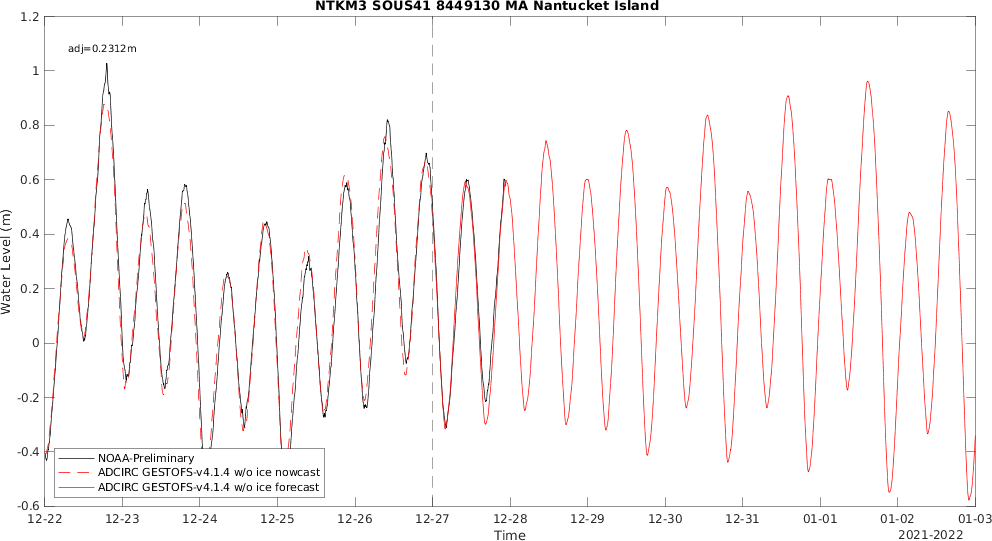 NTKM3 SOUS41 8449130 MA Nantucket Island
1.2
adj=0.2312m
1
0.8
0.6
0.4
0.2
0
-0.2
-0.4
-0.6
Water Level (m)
NOAA-Preliminary
ADCIRC GESTOFS-v4.1.4 w/o ice nowcast
ADCIRC GESTOFS-v4.1.4 w/o ice forecast
12-22 12-23 12-24 12-25 12-26 12-27 12-28 12-29 12-30 12-31 01-01 01-02 01-03
Time
2021-2022